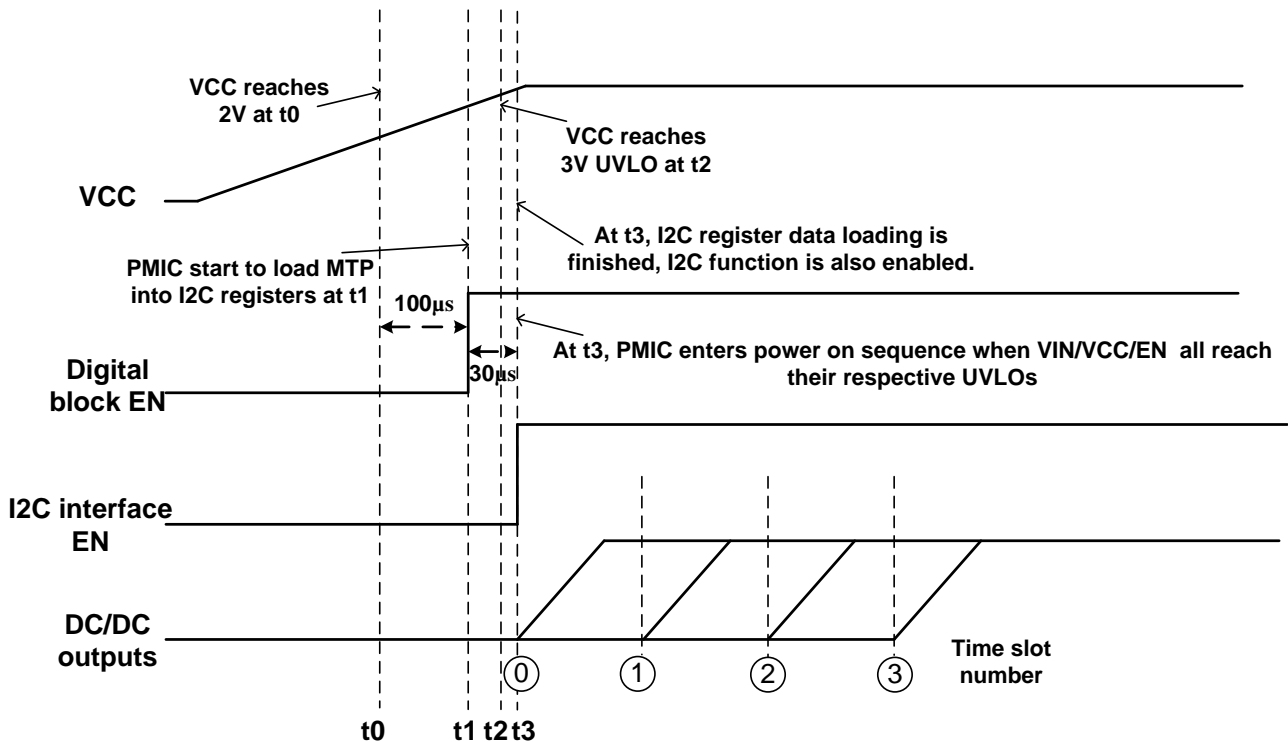 VCC reaches
2V at t0
VCC reaches
3V UVLO at t2
VCC
At t3, I2C register data loading is
finished, I2C function is also enabled.
PMIC start to load MTP
into I2C registers at t1
100µs
At t3, PMIC enters power on sequence when VIN/VCC/EN all reach
their respective UVLOs
30µs
Digital
block EN
I2C interface
EN
DC/DC
outputs
0
1
2
3
Time slot
number
t0
t1
t2
t3